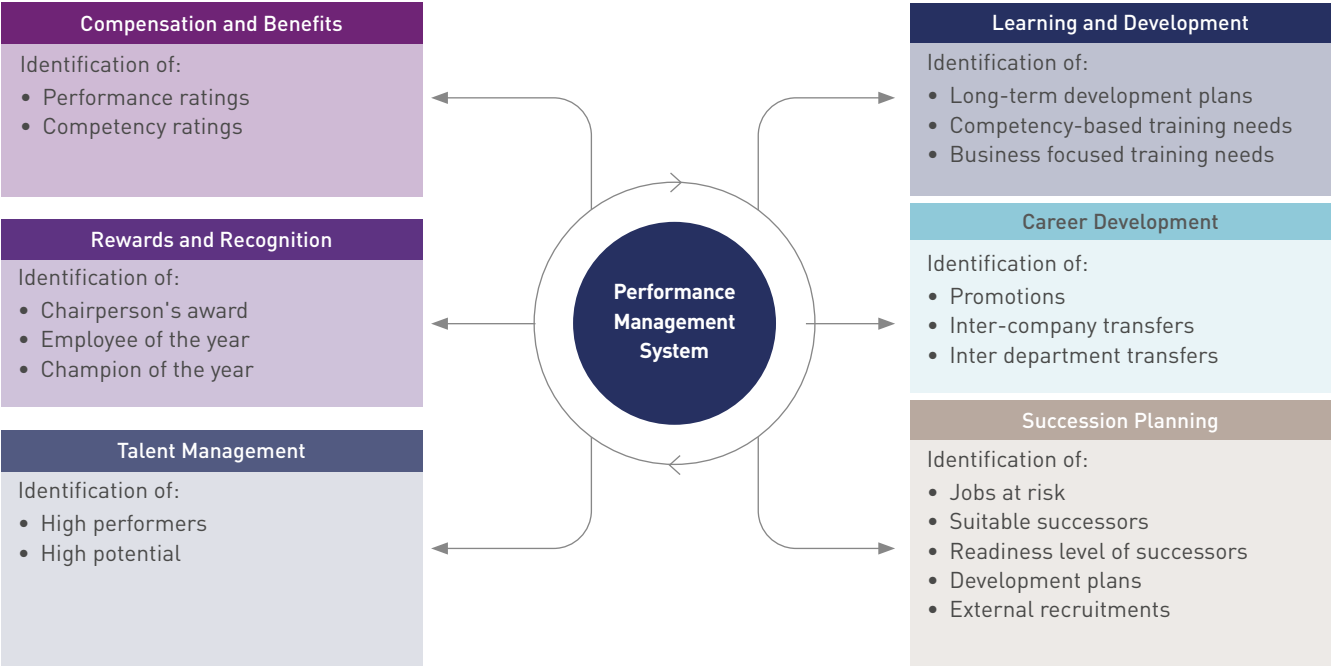 Compensation and Benefits
Identification of:
• Performance ratings
• Competency ratings
Rewards and Recognition
Identification of:
• Chairperson's award
• Employee of the year
• Champion of the year
Talent Management
Identification of:
• High performers
• High potential
Performance
Management
System
Learning and Development
Identification of:
• Long-term development plans
• Competency-based training needs
• Business focused training needs
Career Development
Identification of:
• Promotions
• Inter-company transfers
• Inter department transfers
Succession Planning
Identification of:
• Jobs at risk
• Suitable successors
• Readiness level of successors
• Development plans
• External recruitments